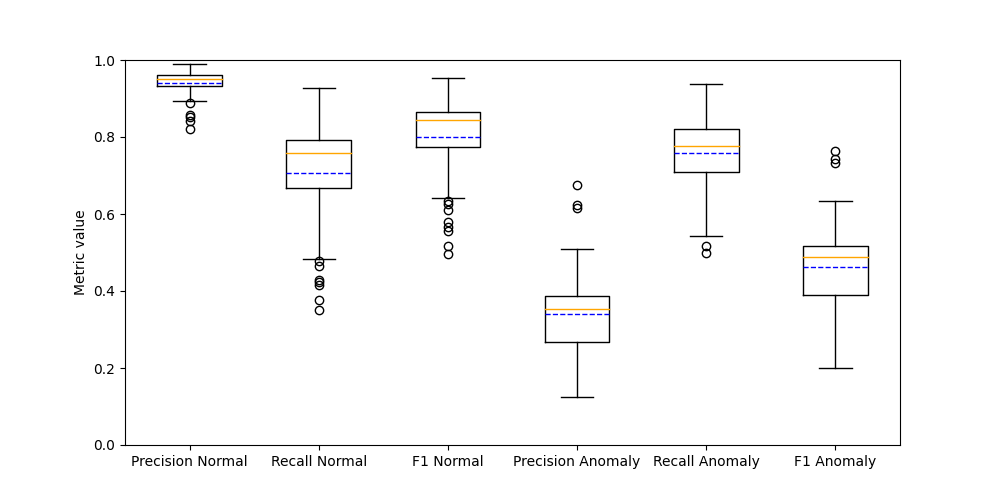 1.0
0.8
0.6
0.4
0.2
0.0
Metric value
Precision Normal
Recall Normal
F1 Normal
Precision Anomaly
Recall Anomaly
F1 Anomaly